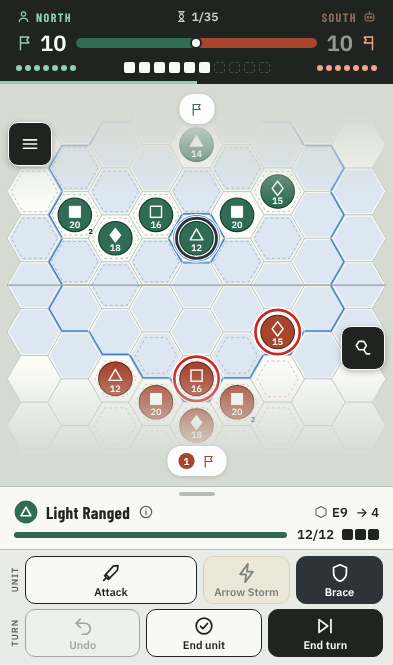 NORTH
1/35
SOUTH
10
10
14
15
20
2
16
20
18
12
15
12
16
20
20
2
18
1
Light Ranged
E9 → 4
12/12
UNIT
Attack
Arrow Storm
Brace
TURN
Undo
End unit
End turn